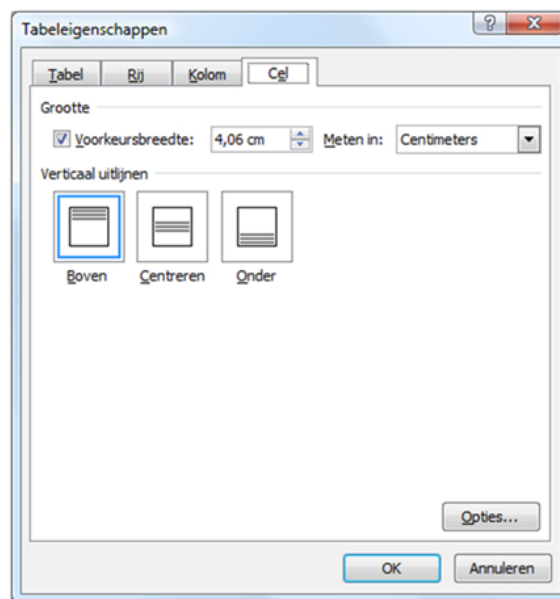 Tabeleigenschappen
Tabel Rij Kolom Cel
Grootte
Voorkeursbreedte: 4,06 cm Meten in: Centimeters
Verticaal uitlijnen
Boven Centreren Onder
Opties...
OK Annuleren